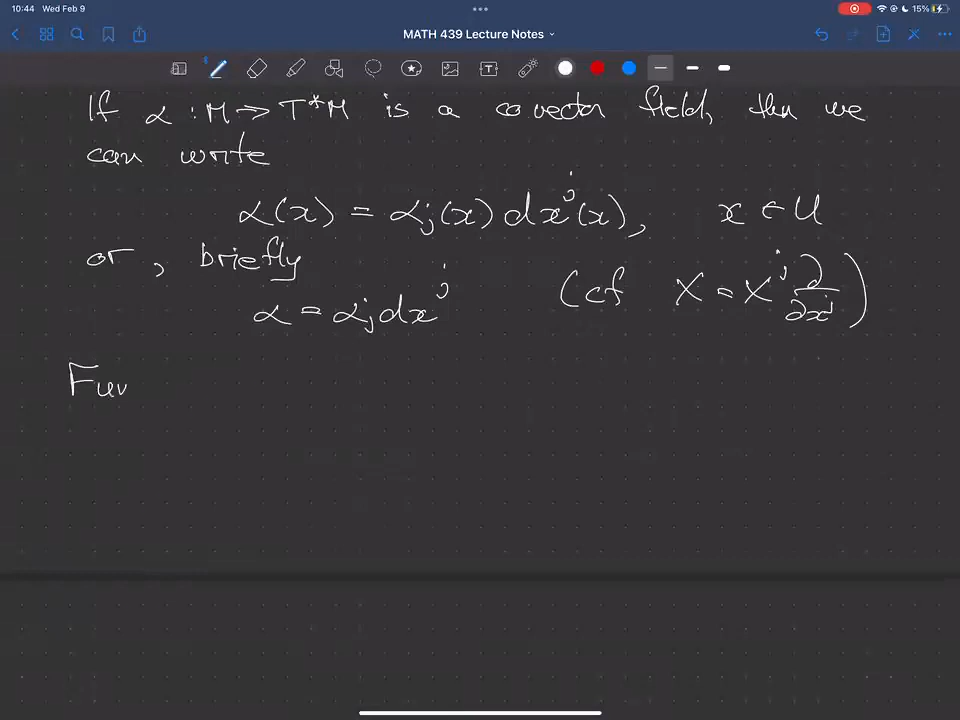 10:44 Wed Feb 9 15%
MATH 439 Lecture Notes
If α : M → T*M is a covector field, then we
can write
α(x) = αj(x) dx^j(x), x ∈ U
or, briefly
α = αj dx^j (cf X = X^j ∂/∂x^j)
Fun